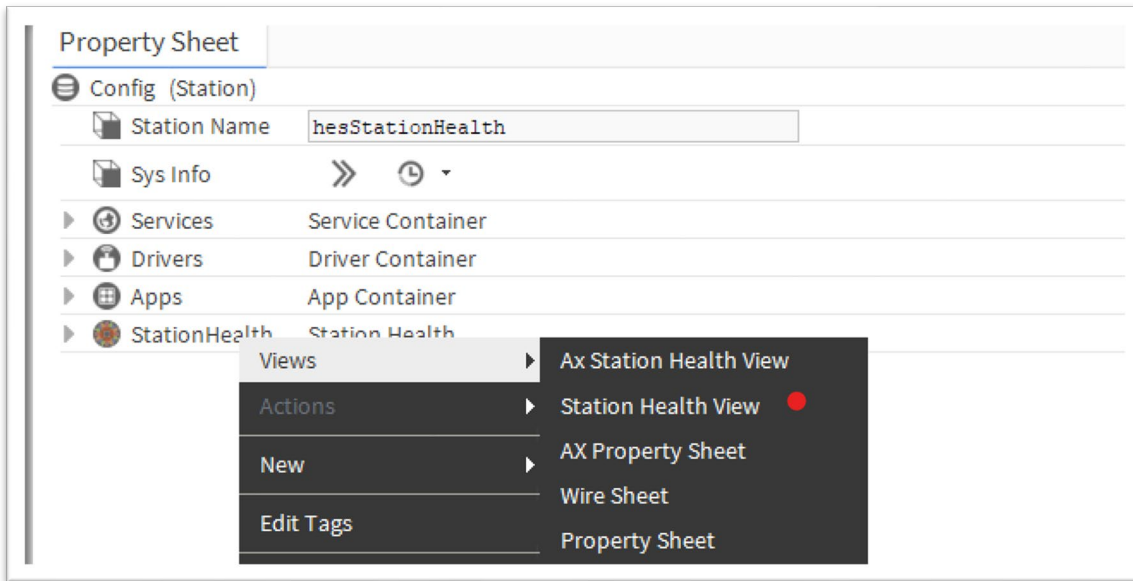 Property Sheet
Config (Station)
Station Name hesStationHealth
Sys Info
Services Service Container
Drivers Driver Container
Apps App Container
StationHealth Station Health
Views Ax Station Health View
Actions Station Health View
AX Property Sheet
New
Wire Sheet
Edit Tags
Property Sheet